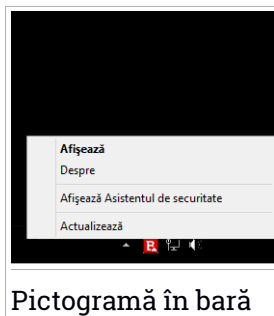 Afişează
Despre
Afişează Asistentul de securitate
Actualizează
B
Pictogramă în bară